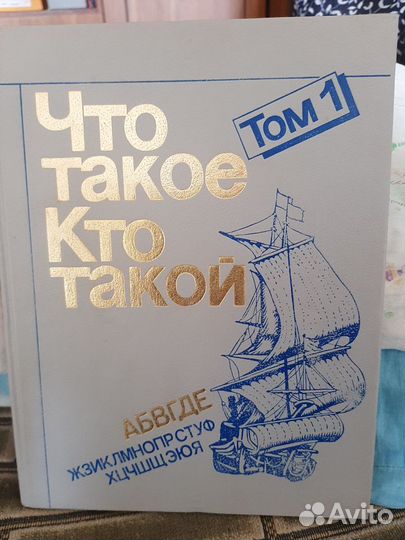 Что
такое
Том 1
Кто
такой
АБВГДЕ
ЖЗИКЛМНОПРСТУФ
ХЦЧШЩЭЮЯ
Avito